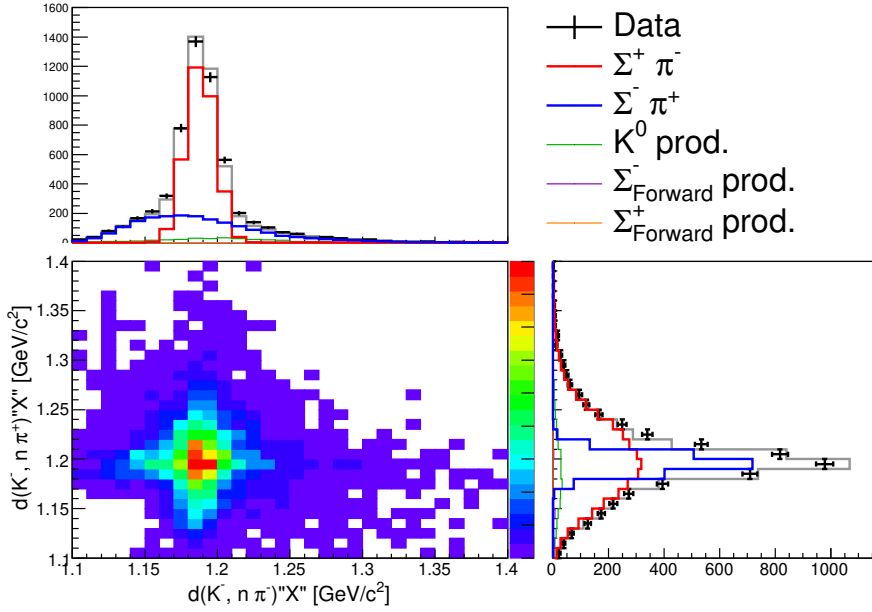 1600
1400
1200
1000
800
600
400
200
0
Data
Σ⁺ π⁻
Σ⁻ π⁺
K⁰ prod.
Σ⁻Forward prod.
Σ⁺Forward prod.
1.4
1.35
1.3
1.25
1.2
1.15
1.1
d(K⁻, n π⁺)"X" [GeV/c²]
1.1 1.15 1.2 1.25 1.3 1.35 1.4
d(K⁻, n π⁻)"X" [GeV/c²]
0 200 400 600 800 1000